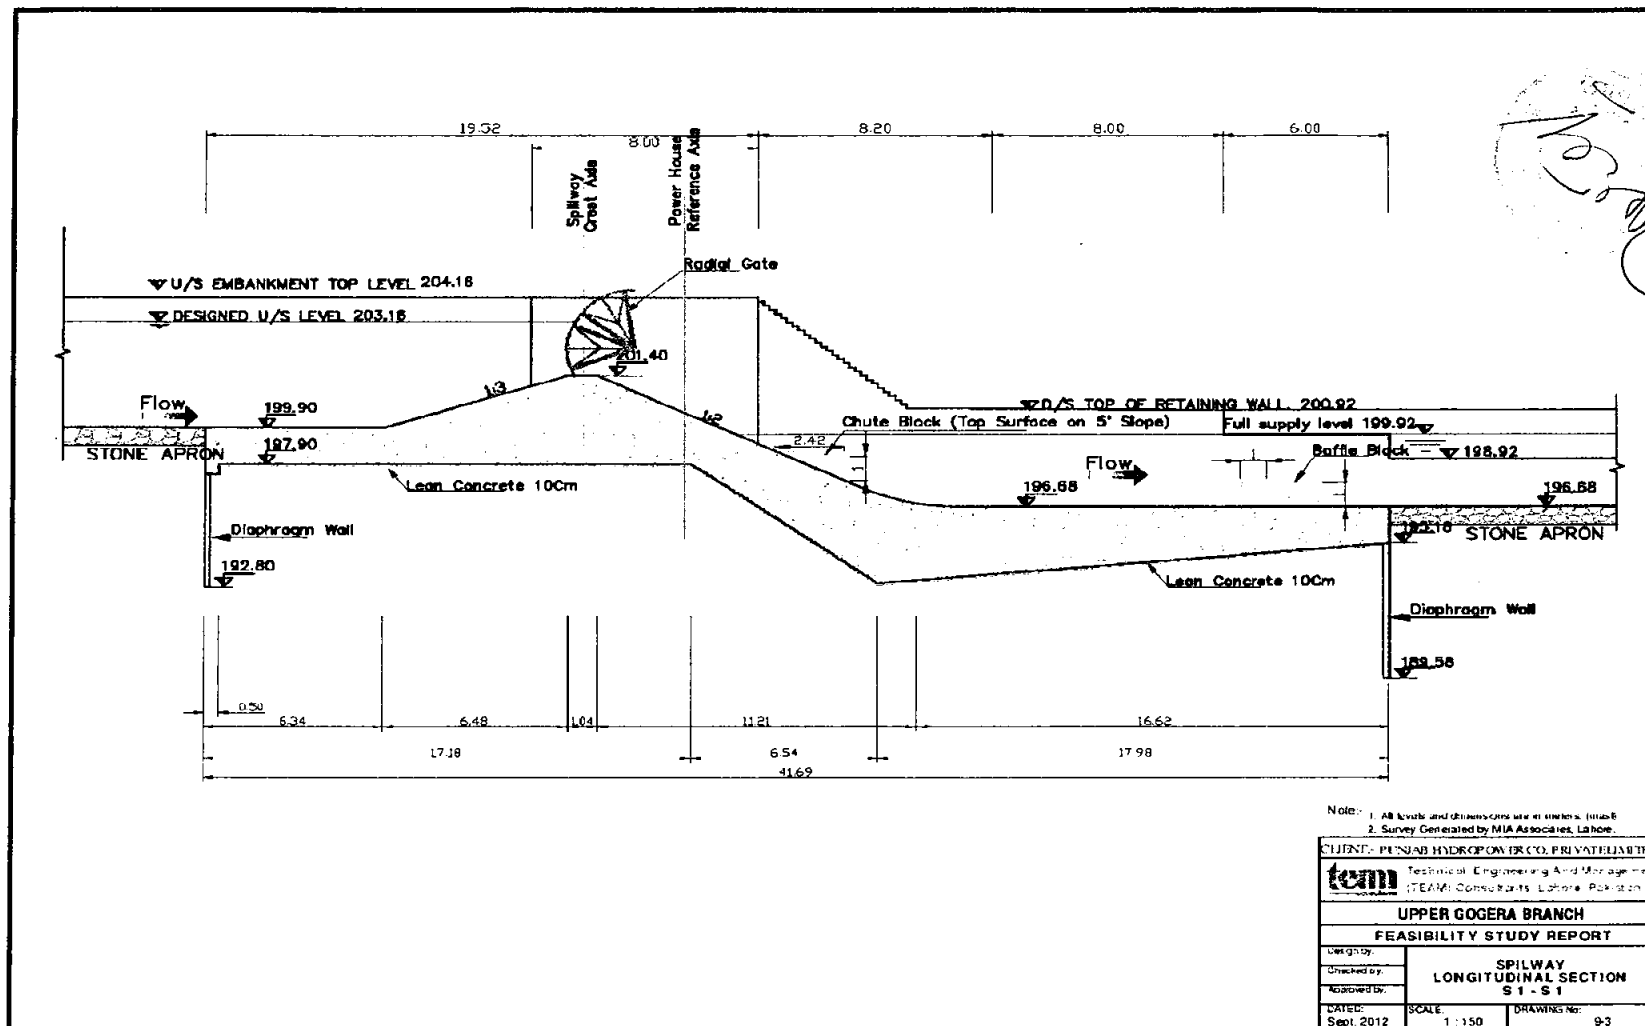 19.52
8.20
8.00
6.00
8.00
Spillway
Crest Axis
Power House
Reference Axis
Radial Gate
U/S EMBANKMENT TOP LEVEL 204.16
DESIGNED U/S LEVEL 203.16
201.40
1:3
1:2
Flow
199.90
197.90
STONE APRON
D/S TOP OF RETAINING WALL 200.92
Chute Block (Top Surface on 5° Slope)
Full supply level 199.92
2.42
1
1
Flow
Baffle Block
198.92
1
196.68
196.68
Lean Concrete 10Cm
Diaphragm Wall
192.80
STONE APRON
Lean Concrete 10Cm
Diaphragm Wall
189.58
0.50
6.34
6.48
1.04
11.21
16.62
17.18
6.54
17.98
41.69
Note:-
1. All levels and dimensions are in meters.
2. Survey Generated by MIA Associates, Lahore.
CLIENT:- PUNJAB HYDROPOWER CO. PRIVATE LIMITE
team
Technical Engineering And Manageme
(TEAM) Consultants Lahore Pakistan
UPPER GOGERA BRANCH
FEASIBILITY STUDY REPORT
Design by:
Checked by:
Approved by:
SPILWAY
LONGITUDINAL SECTION
S 1 - S 1
DATED:
Sept. 2012
SCALE:
1 : 150
DRAWING No:
9-3